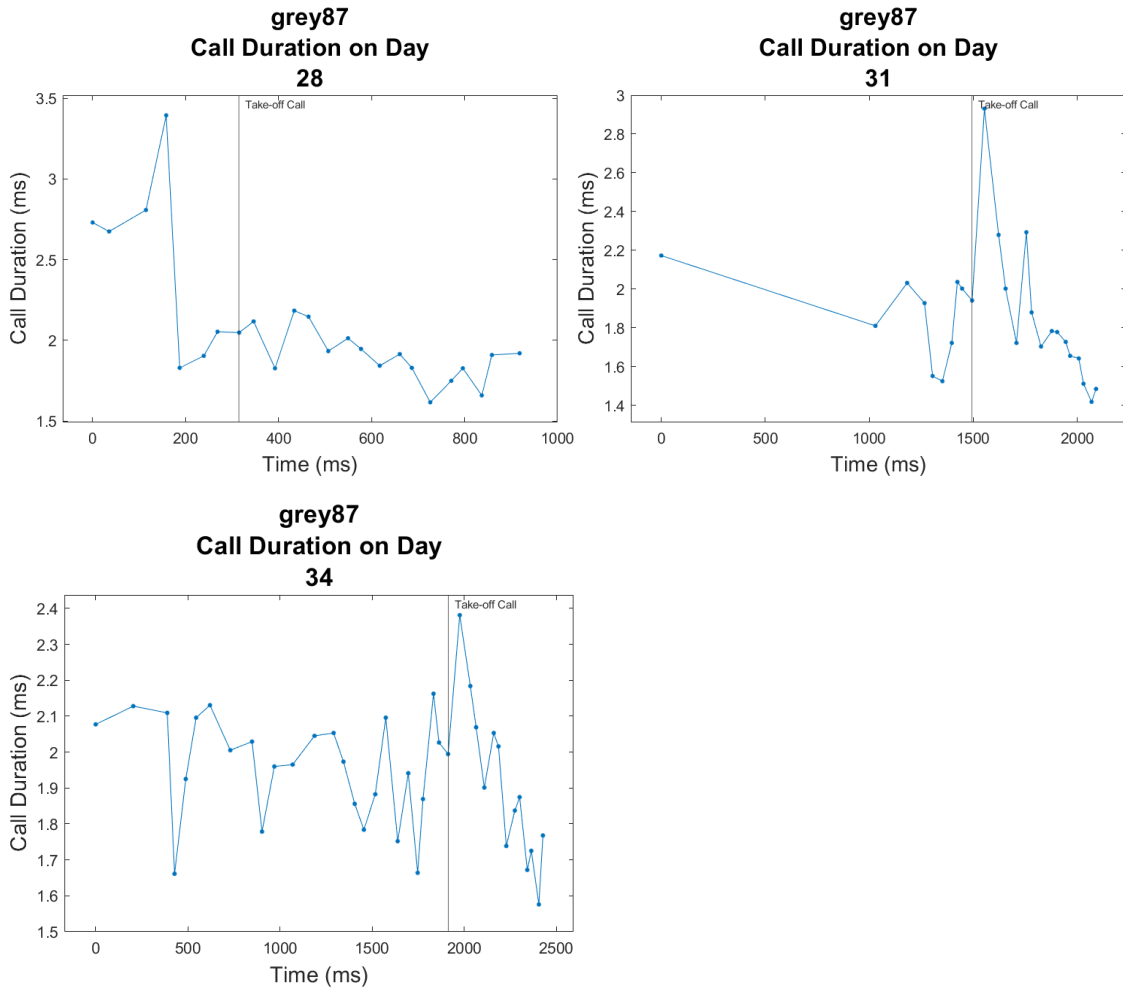 grey87
Call Duration on Day
28
3.5
3
2.5
2
1.5
Call Duration (ms)
Take-off Call
0 200 400 600 800 1000
Time (ms)
grey87
Call Duration on Day
31
3
2.8
2.6
2.4
2.2
2
1.8
1.6
1.4
Call Duration (ms)
Take-off Call
0 500 1000 1500 2000
Time (ms)
grey87
Call Duration on Day
34
2.4
2.3
2.2
2.1
2
1.9
1.8
1.7
1.6
1.5
Call Duration (ms)
Take-off Call
0 500 1000 1500 2000 2500
Time (ms)